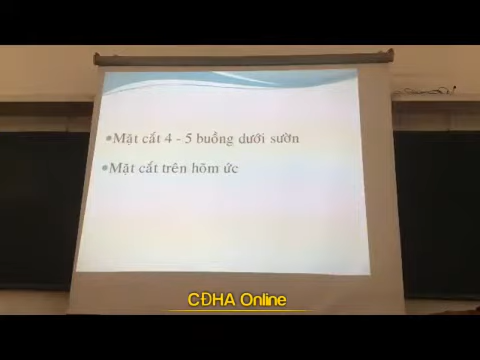 •Mặt cắt 4 - 5 buồng dưới sườn
•Mặt cắt trên hõm ức
CĐHA Online